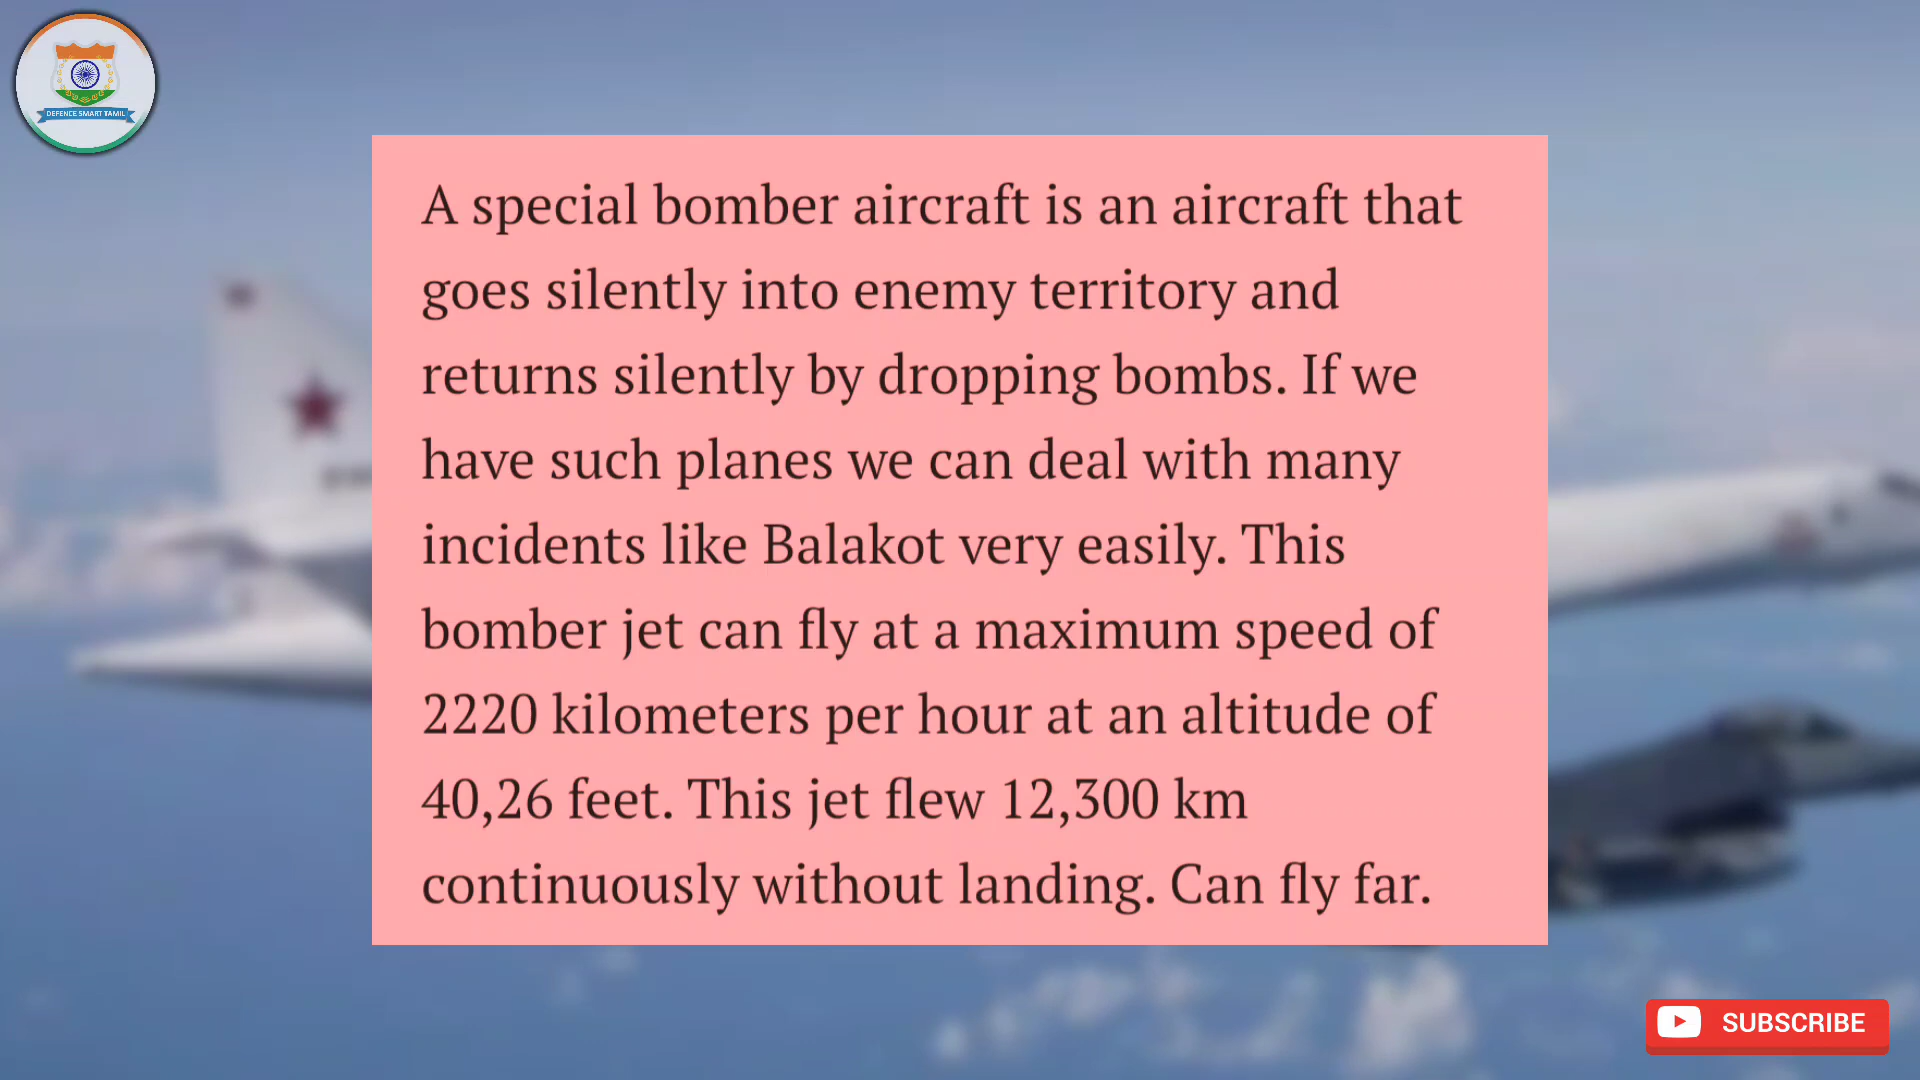 DEFENCE SMART TAMIL
A special bomber aircraft is an aircraft that
goes silently into enemy territory and
returns silently by dropping bombs. If we
have such planes we can deal with many
incidents like Balakot very easily. This
bomber jet can fly at a maximum speed of
2220 kilometers per hour at an altitude of
40,26 feet. This jet flew 12,300 km
continuously without landing. Can fly far.
SUBSCRIBE